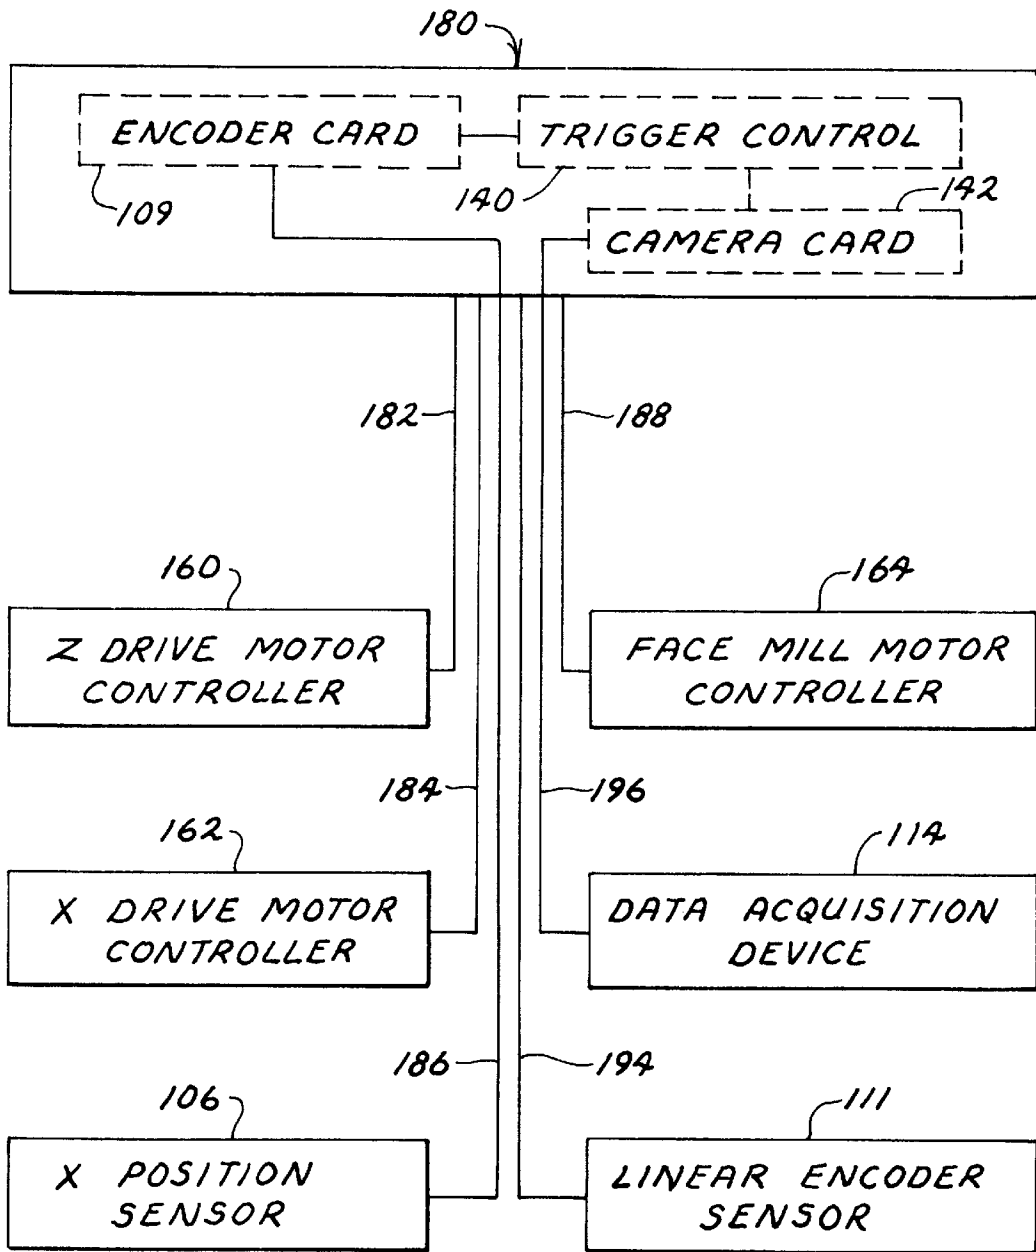 180
ENCODER CARD
TRIGGER CONTROL
109
140
142
CAMERA CARD
182
188
160
164
Z DRIVE MOTOR
CONTROLLER
FACE MILL MOTOR
CONTROLLER
184
196
162
114
X DRIVE MOTOR
CONTROLLER
DATA ACQUISITION
DEVICE
186
194
106
111
X POSITION
SENSOR
LINEAR ENCODER
SENSOR